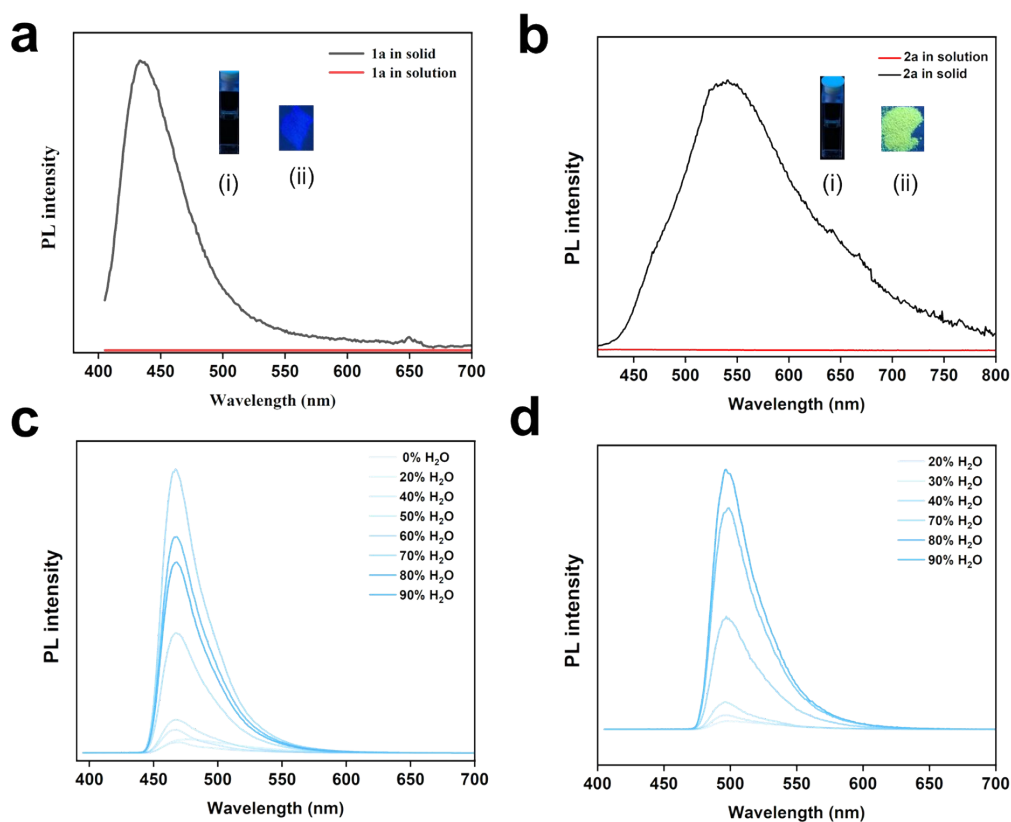 a
1a in solid
1a in solution
(i)
(ii)
PL intensity
400 450 500 550 600 650 700
Wavelength (nm)
b
2a in solution
2a in solid
(i)
(ii)
PL intensity
450 500 550 600 650 700 750 800
Wavelength (nm)
c
0% H₂O
20% H₂O
40% H₂O
50% H₂O
60% H₂O
70% H₂O
80% H₂O
90% H₂O
PL intensity
400 450 500 550 600 650 700
Wavelength (nm)
d
20% H₂O
30% H₂O
40% H₂O
70% H₂O
80% H₂O
90% H₂O
PL intensity
400 450 500 550 600 650 700
Wavelength (nm)